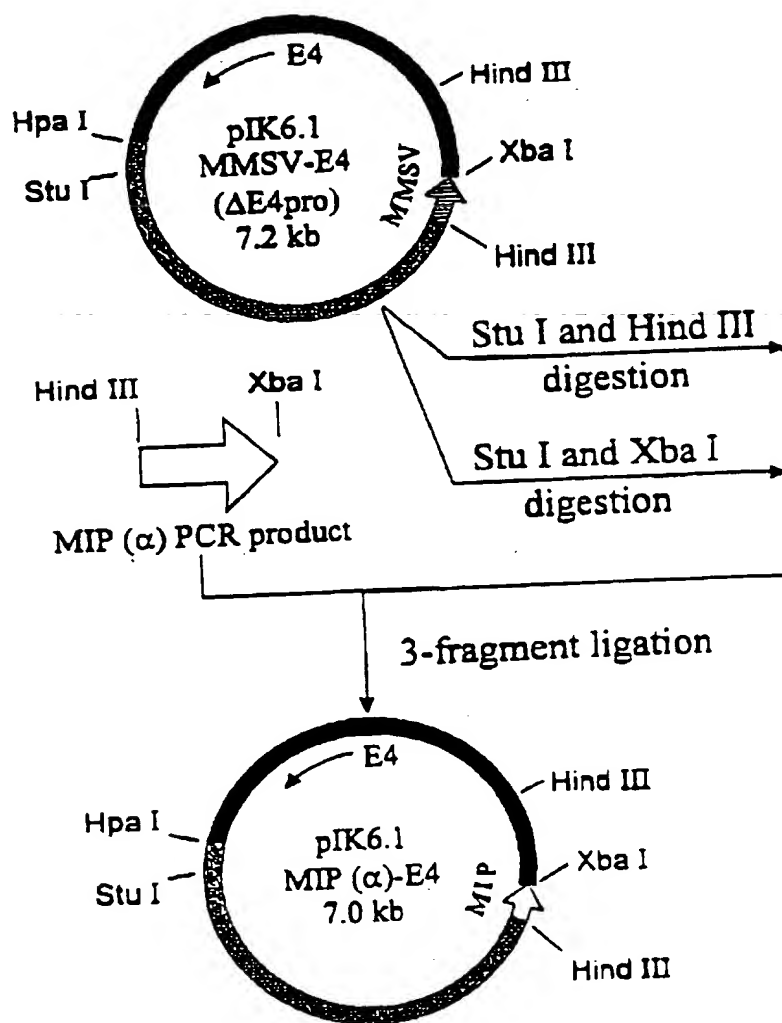 E4
Hind III
Hpa I
pIK6.1
MMSV-E4
(ΔE4pro)
7.2 kb
Xba I
Stu I
MMSV
Hind III
Stu I and Hind III
digestion
Hind III
Xba I
Stu I and Xba I
digestion
MIP (α) PCR product
3-fragment ligation
E4
Hind III
Hpa I
pIK6.1
MIP (α)-E4
7.0 kb
Xba I
Stu I
MIP
Hind III